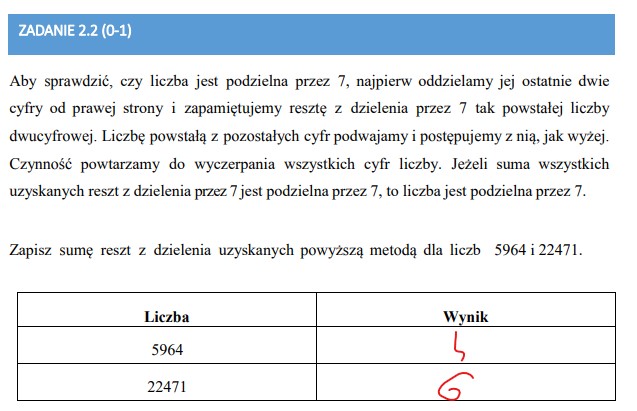 ZADANIE 2.2 (0-1)
Aby sprawdzić, czy liczba jest podzielna przez 7, najpierw oddzielamy jej ostatnie dwie
cyfry od prawej strony i zapamiętujemy resztę z dzielenia przez 7 tak powstałej liczby
dwucyfrowej. Liczbę powstałą z pozostałych cyfr podwajamy i postępujemy z nią, jak wyżej.
Czynność powtarzamy do wyczerpania wszystkich cyfr liczby. Jeżeli suma wszystkich
uzyskanych reszt z dzielenia przez 7 jest podzielna przez 7, to liczba jest podzielna przez 7.
Zapisz sumę reszt z dzielenia uzyskanych powyższą metodą dla liczb 5964 i 22471.
Liczba Wynik
5964
22471 6